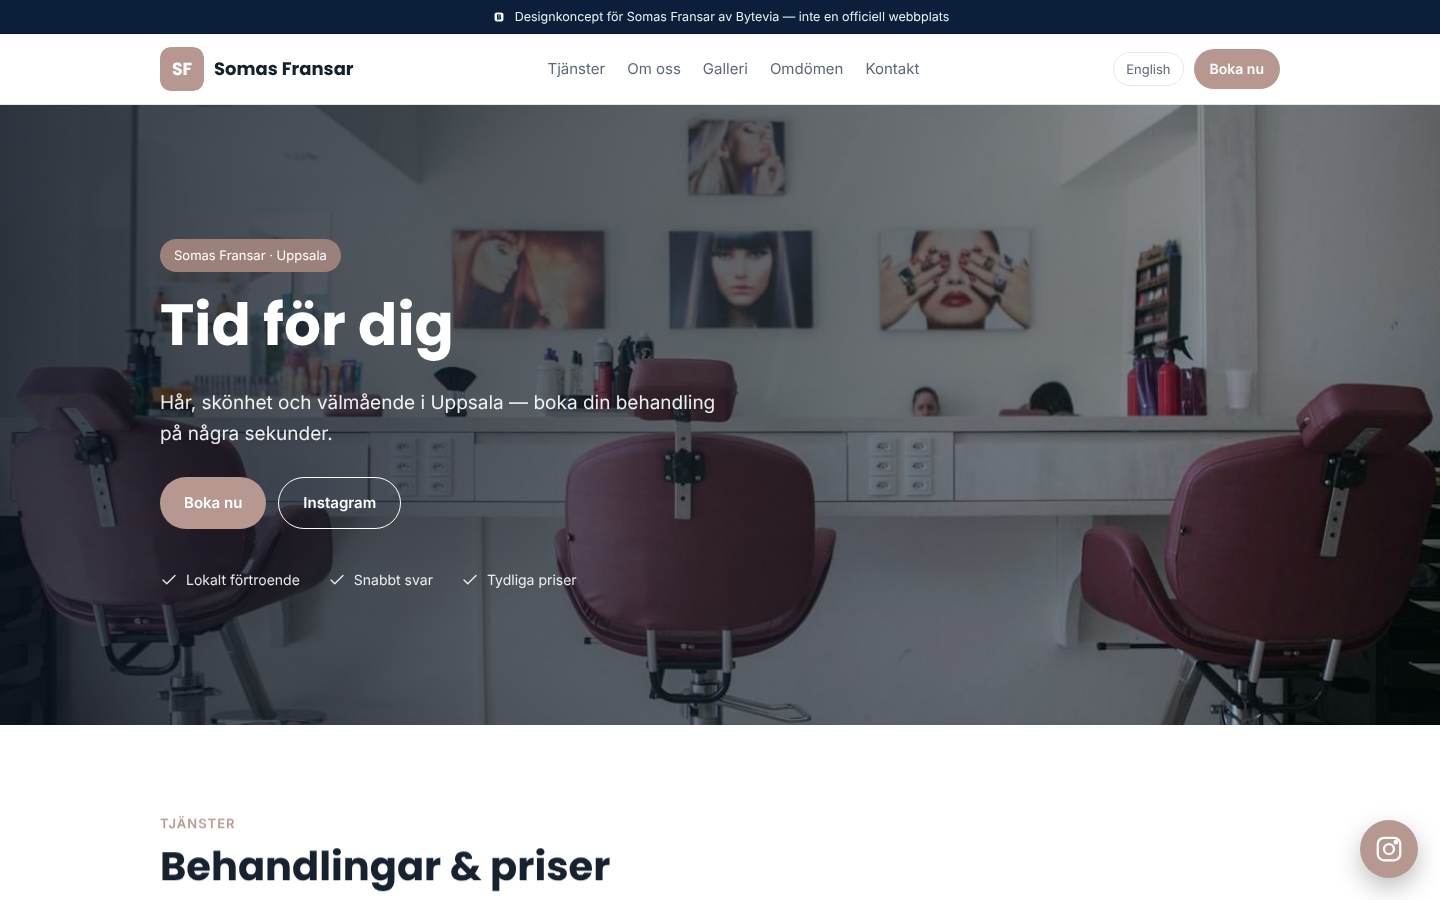 Designkoncept för Somas Fransar av Bytevia — inte en officiell webbplats
SF
Somas Fransar
Tjänster
Om oss
Galleri
Omdömen
Kontakt
English
Boka nu
Somas Fransar · Uppsala
Tid för dig
Hår, skönhet och välmående i Uppsala — boka din behandling
på några sekunder.
Boka nu
Instagram
Lokalt förtroende
Snabbt svar
Tydliga priser
TJÄNSTER
Behandlingar & priser